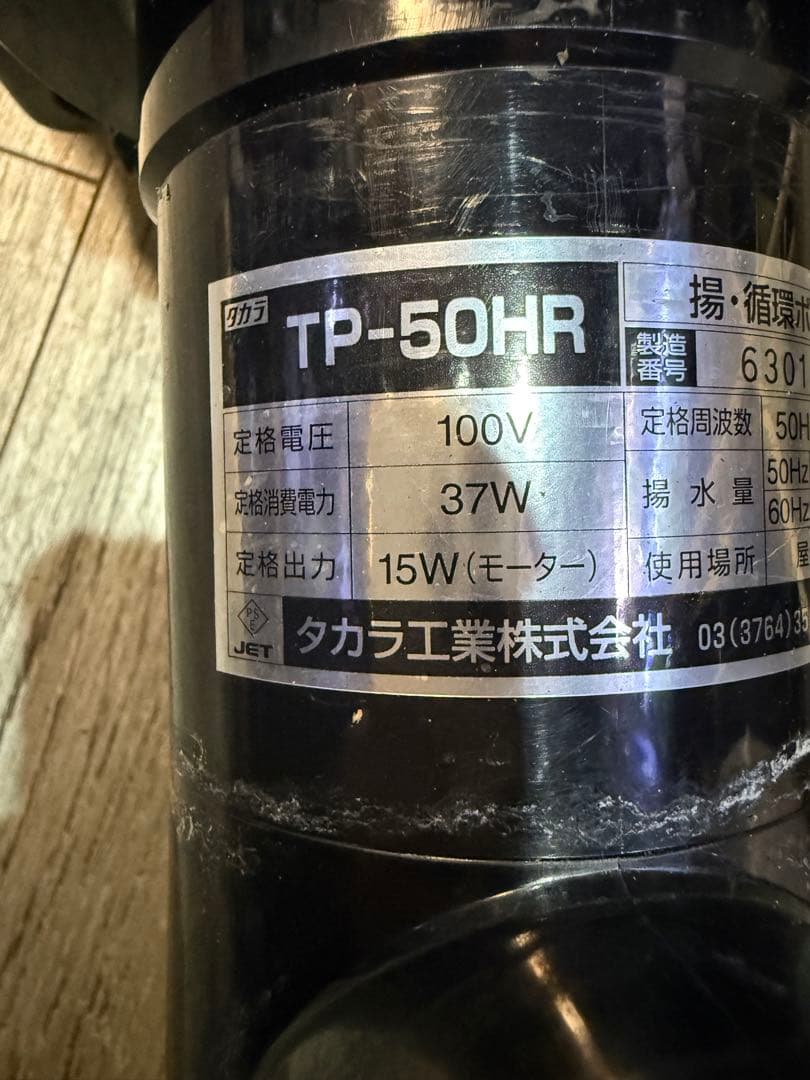 タカラ TP-50HR 揚・循環ポ
製造番号 6301
定格電圧 100V 定格周波数 50H
定格消費電力 37W 揚水量 50Hz
60Hz
定格出力 15W(モーター) 使用場所 屋
PSE
JET タカラ工業株式会社 03(3764)35